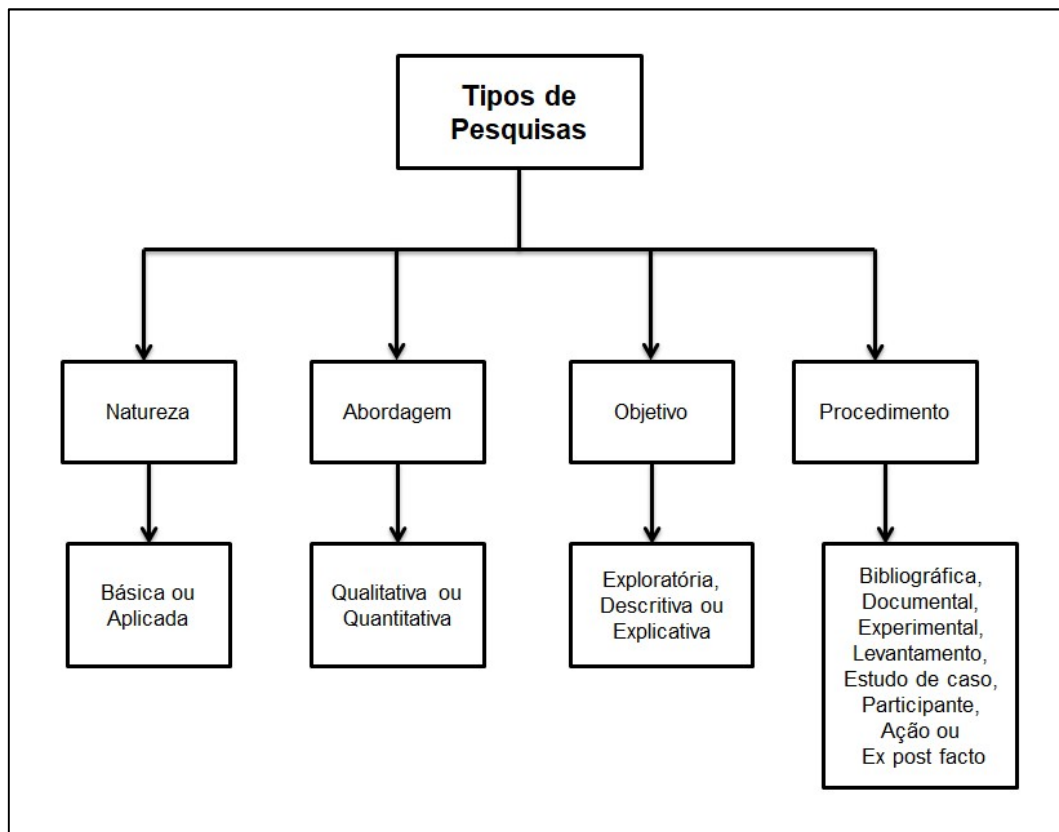 Tipos de
Pesquisas
Natureza
Abordagem
Objetivo
Procedimento
Básica ou
Aplicada
Qualitativa ou
Quantitativa
Exploratória,
Descritiva ou
Explicativa
Bibliográfica,
Documental,
Experimental,
Levantamento,
Estudo de caso,
Participante,
Ação ou
Ex post facto